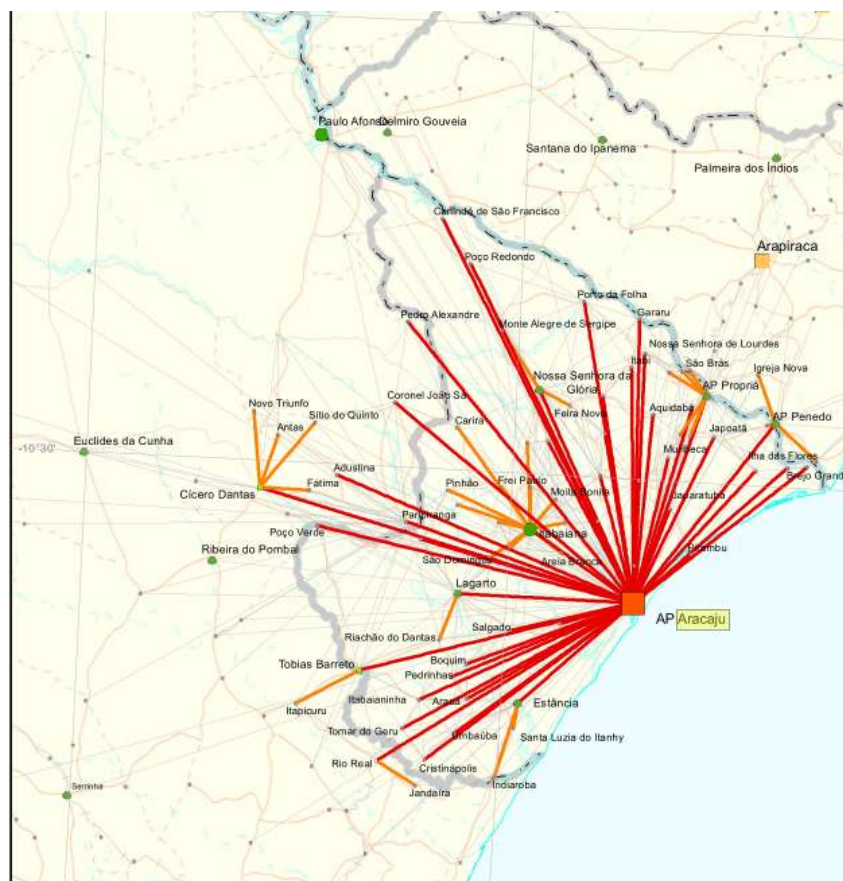 Paulo Afonso
Delmiro Gouveia
Santana do Ipanema
Palmeira dos Índios
Canindé de São Francisco
Arapiraca
Poço Redondo
Porto da Folha
Pedro Alexandre
Gararu
Monte Alegre de Sergipe
Nossa Senhora de Lourdes
Itabi
São Brás
Igreja Nova
Nossa Senhora da
Glória
AP Propriá
Coronel João Sá
Novo Triunfo
Feira Nova
Aquidabã
AP Penedo
Sítio do Quinto
Carira
Antas
Japoatã
Euclides da Cunha
-10°30'
Muribeca
Ilha das Flores
Adustina
Brejo Grand
Frei Paulo
Fátima
Pinhão
Cícero Dantas
Moita Bonita
Japaratuba
Paripiranga
Poço Verde
Itabaiana
Ribeira do Pombal
São Domingos
Areia Branca
Pirambu
Lagarto
AP Aracaju
Salgado
Riachão do Dantas
Tobias Barreto
Boquim
Pedrinhas
Itapicuru
Itabaianinha
Arauá
Estância
Tomar do Geru
Umbaúba
Santa Luzia do Itanhy
Rio Real
Cristinápolis
Indiaroba
Jandaíra
Serrinha